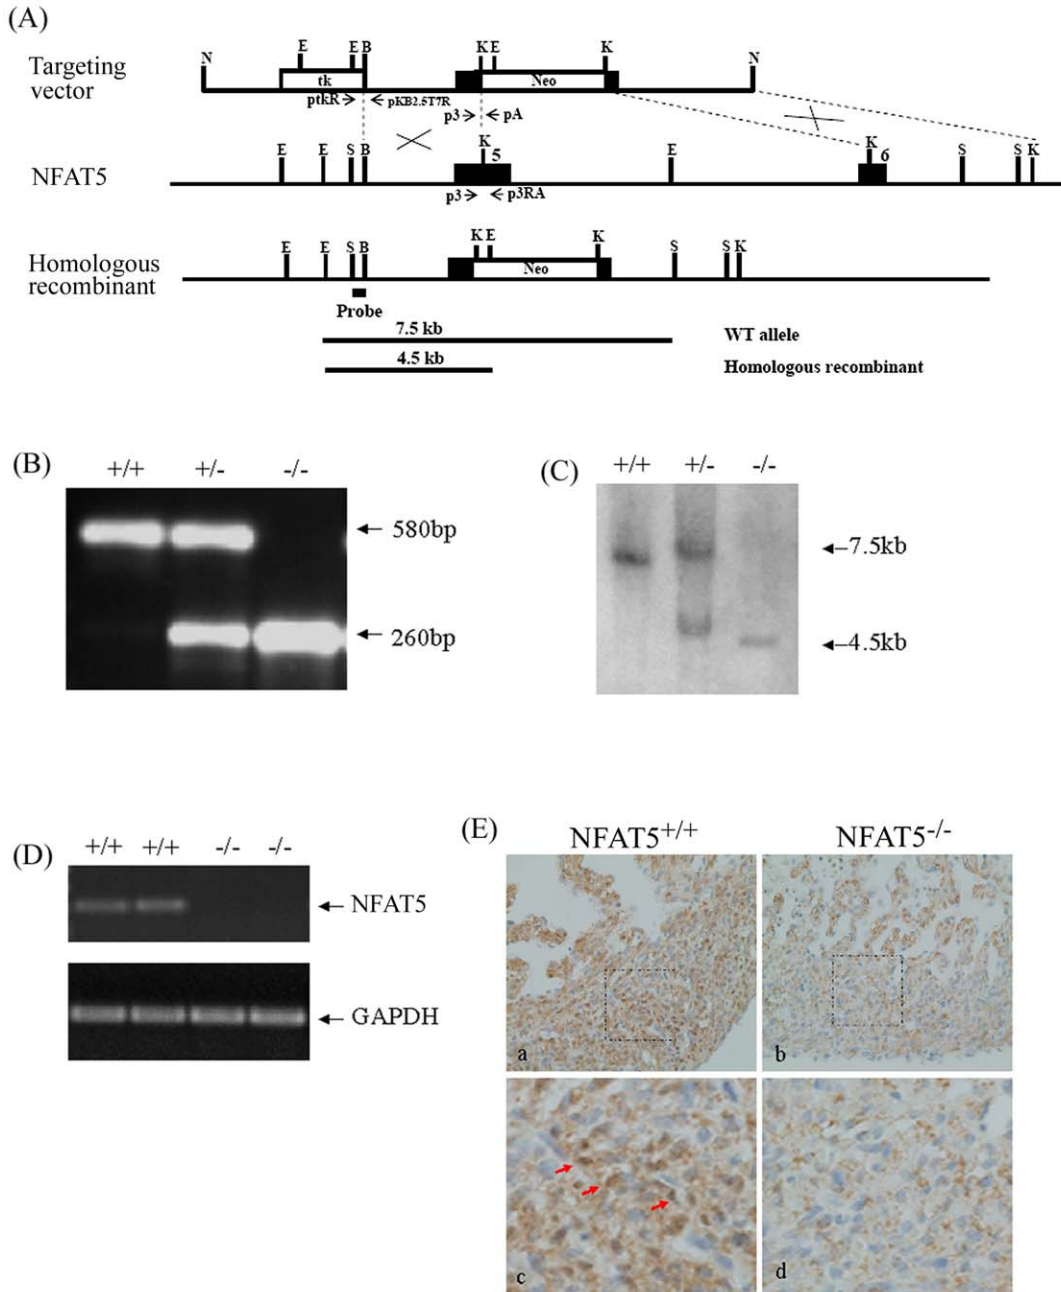 (A)
N E E B K E K N
Targeting
vector
tk Neo
ptkR pKB2.5T7R p3 pA
NFAT5
E E S B K 5 E K 6 S S K
p3 p3RA
Homologous
recombinant
E E S B K E K S S K
Neo
Probe
7.5 kb WT allele
4.5 kb Homologous recombinant
(B)
+/+ +/- -/-
580bp
260bp
(C)
+/+ +/- -/-
7.5kb
4.5kb
(D)
+/+ +/+ -/- -/-
NFAT5
GAPDH
(E)
NFAT5+/+ NFAT5-/-
a b
c d